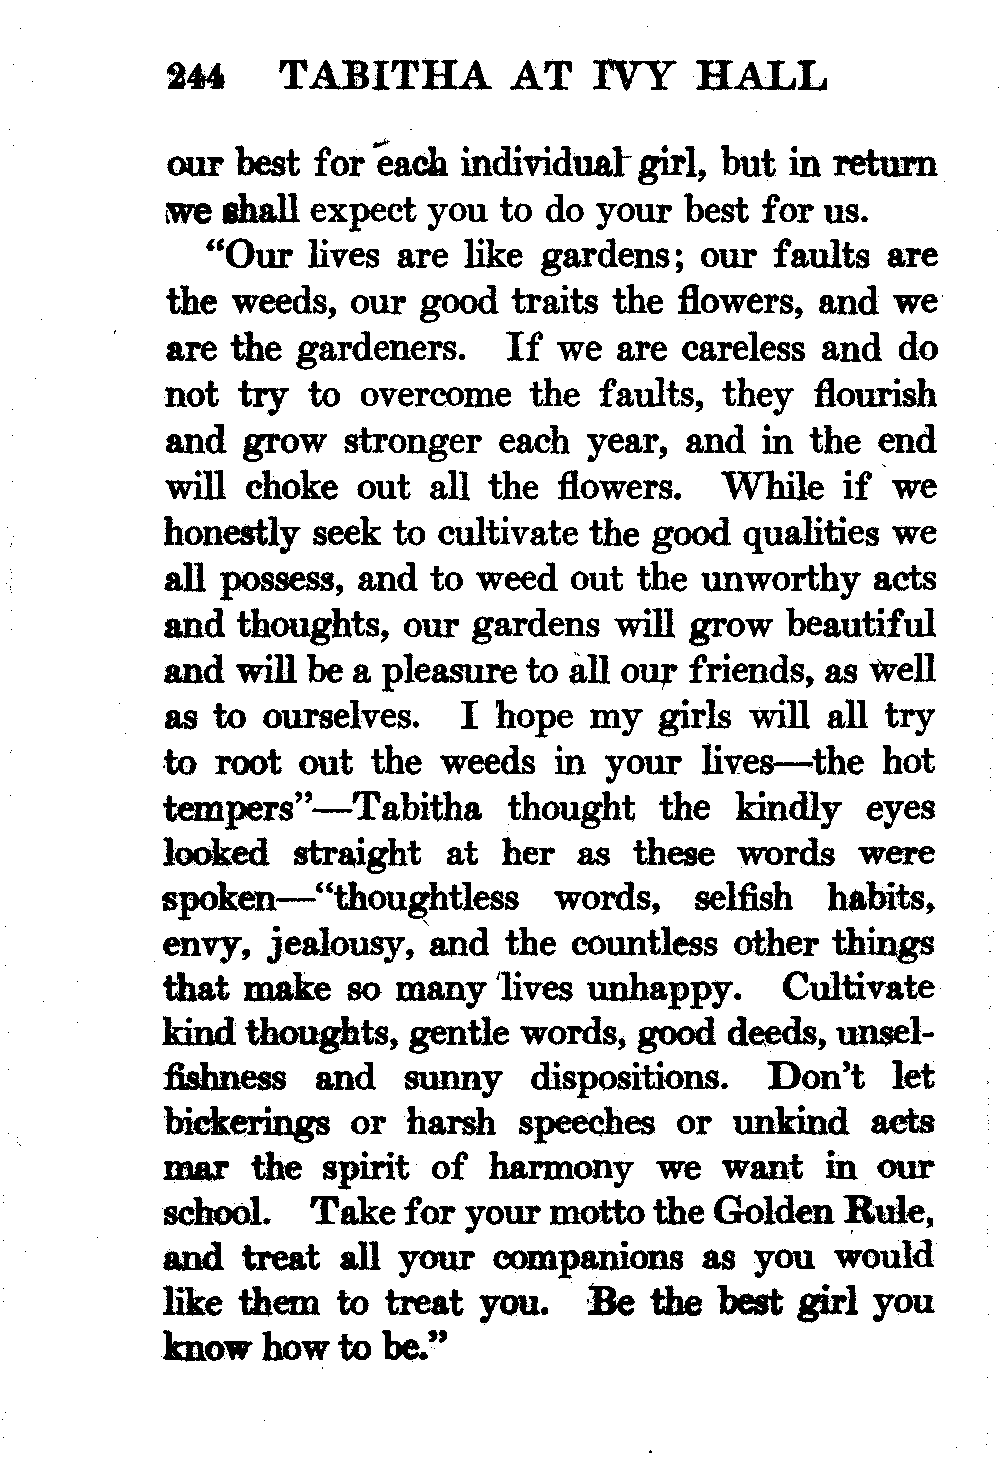 244 TABITHA AT IVY HALL
our best for each individual girl, but in return
we shall expect you to do your best for us.
“Our lives are like gardens; our faults are
the weeds, our good traits the flowers, and we
are the gardeners. If we are careless and do
not try to overcome the faults, they flourish
and grow stronger each year, and in the end
will choke out all the flowers. While if we
honestly seek to cultivate the good qualities we
all possess, and to weed out the unworthy acts
and thoughts, our gardens will grow beautiful
and will be a pleasure to all our friends, as well
as to ourselves. I hope my girls will all try
to root out the weeds in your lives—the hot
tempers”—Tabitha thought the kindly eyes
looked straight at her as these words were
spoken—“thoughtless words, selfish habits,
envy, jealousy, and the countless other things
that make so many lives unhappy. Cultivate
kind thoughts, gentle words, good deeds, unsel-
fishness and sunny dispositions. Don’t let
bickerings or harsh speeches or unkind acts
mar the spirit of harmony we want in our
school. Take for your motto the Golden Rule,
and treat all your companions as you would
like them to treat you. Be the best girl you
know how to be.”